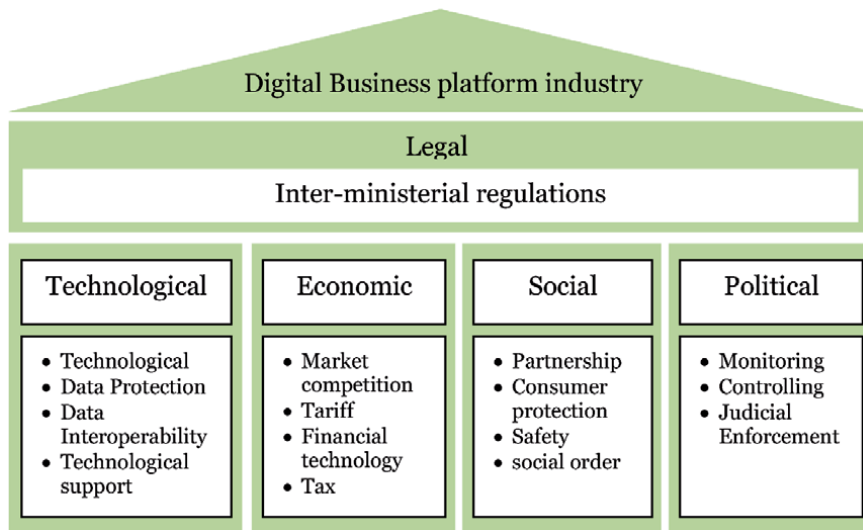 Digital Business platform industry
Legal
Inter-ministerial regulations
Technological
• Technological
• Data Protection
• Data
Interoperability
• Technological
support
Economic
• Market
competition
• Tariff
• Financial
technology
• Tax
Social
• Partnership
• Consumer
protection
• Safety
• social order
Political
• Monitoring
• Controlling
• Judicial
Enforcement